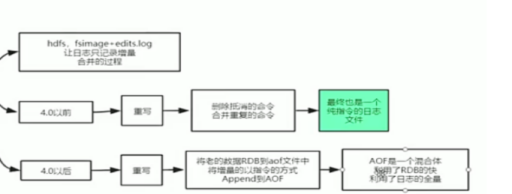 hdfs，fsimage+edits.log
让日志只记录增量
合并的过程
4.0以前
重写
删除抵消的命令
合并重复的命令
最终也是一个
纯指令的日志
文件
4.0以后
重写
将老的数据RDB到aof文件中
将增量的以指令的方式
Append到AOF
AOF是一个混合体
利用了RDB的快
利用了日志的全量